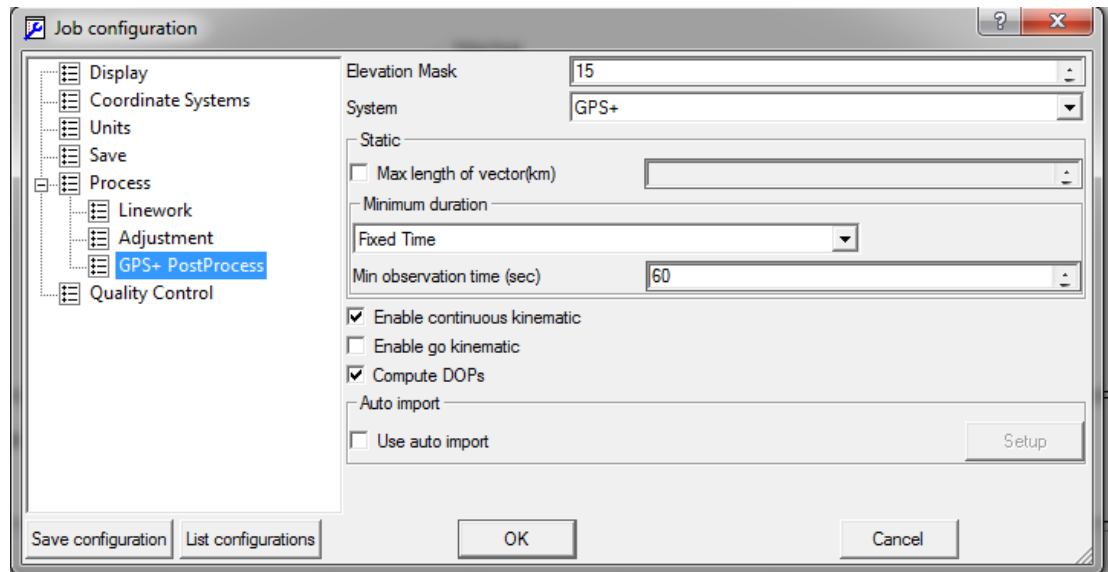 Job configuration
Display
Coordinate Systems
Units
Save
Process
Linework
Adjustment
GPS+ PostProcess
Quality Control
Elevation Mask 15
System GPS+
Static
Max length of vector(km)
Minimum duration
Fixed Time
Min observation time (sec) 60
Enable continuous kinematic
Enable go kinematic
Compute DOPs
Auto import
Use auto import Setup
Save configuration List configurations OK Cancel